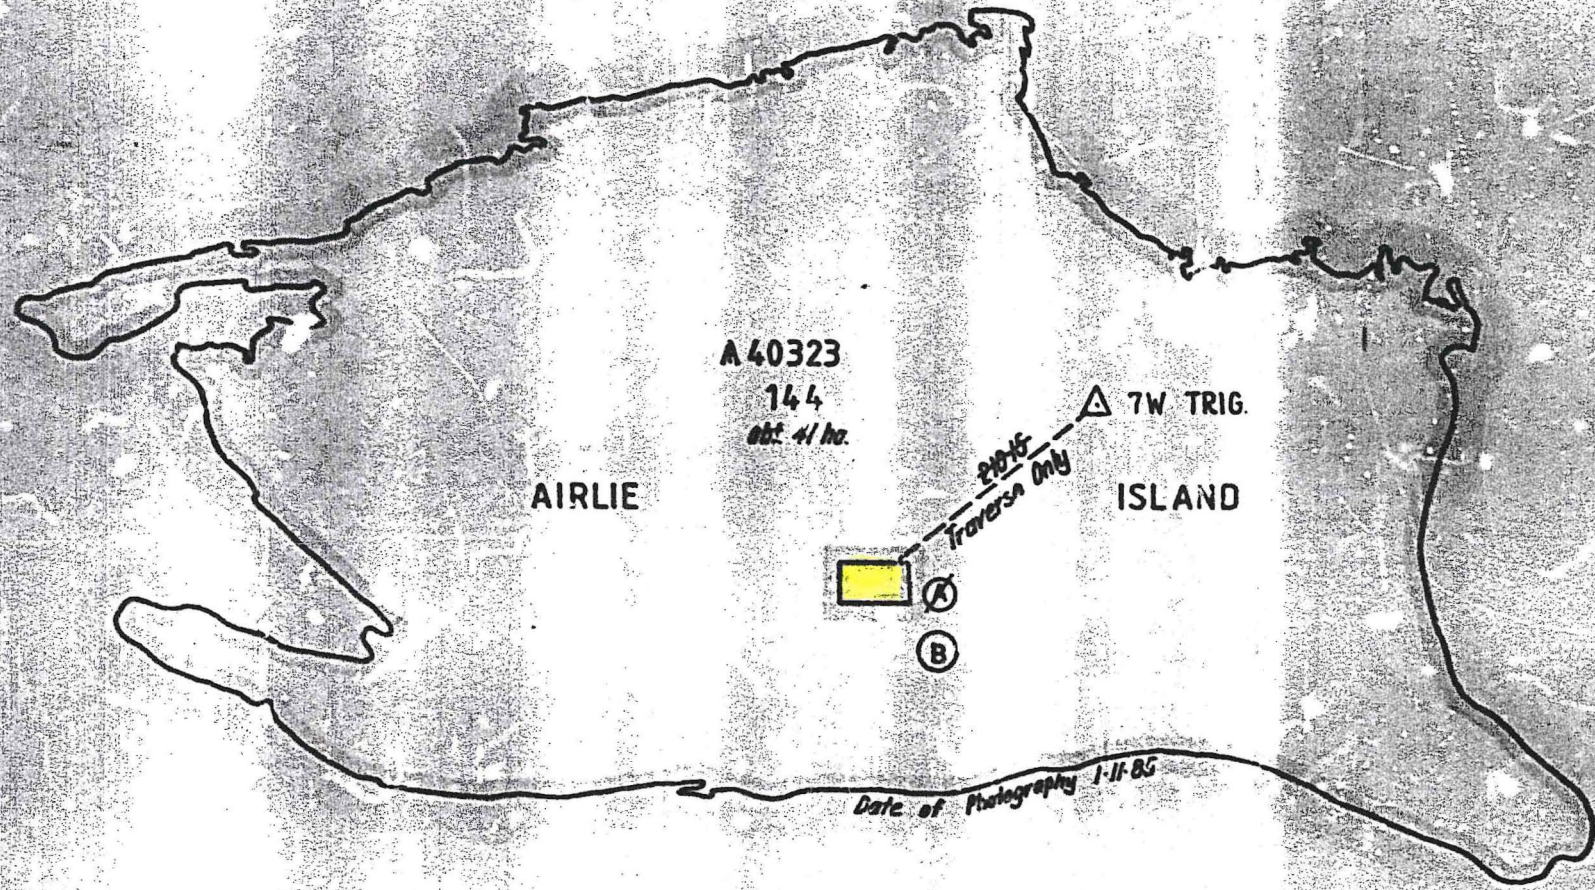 A 40323
144
abt 41 ha.
7W TRIG.
Traverse Only
AIRLIE ISLAND
A
B
Date of Photography 1·11·85